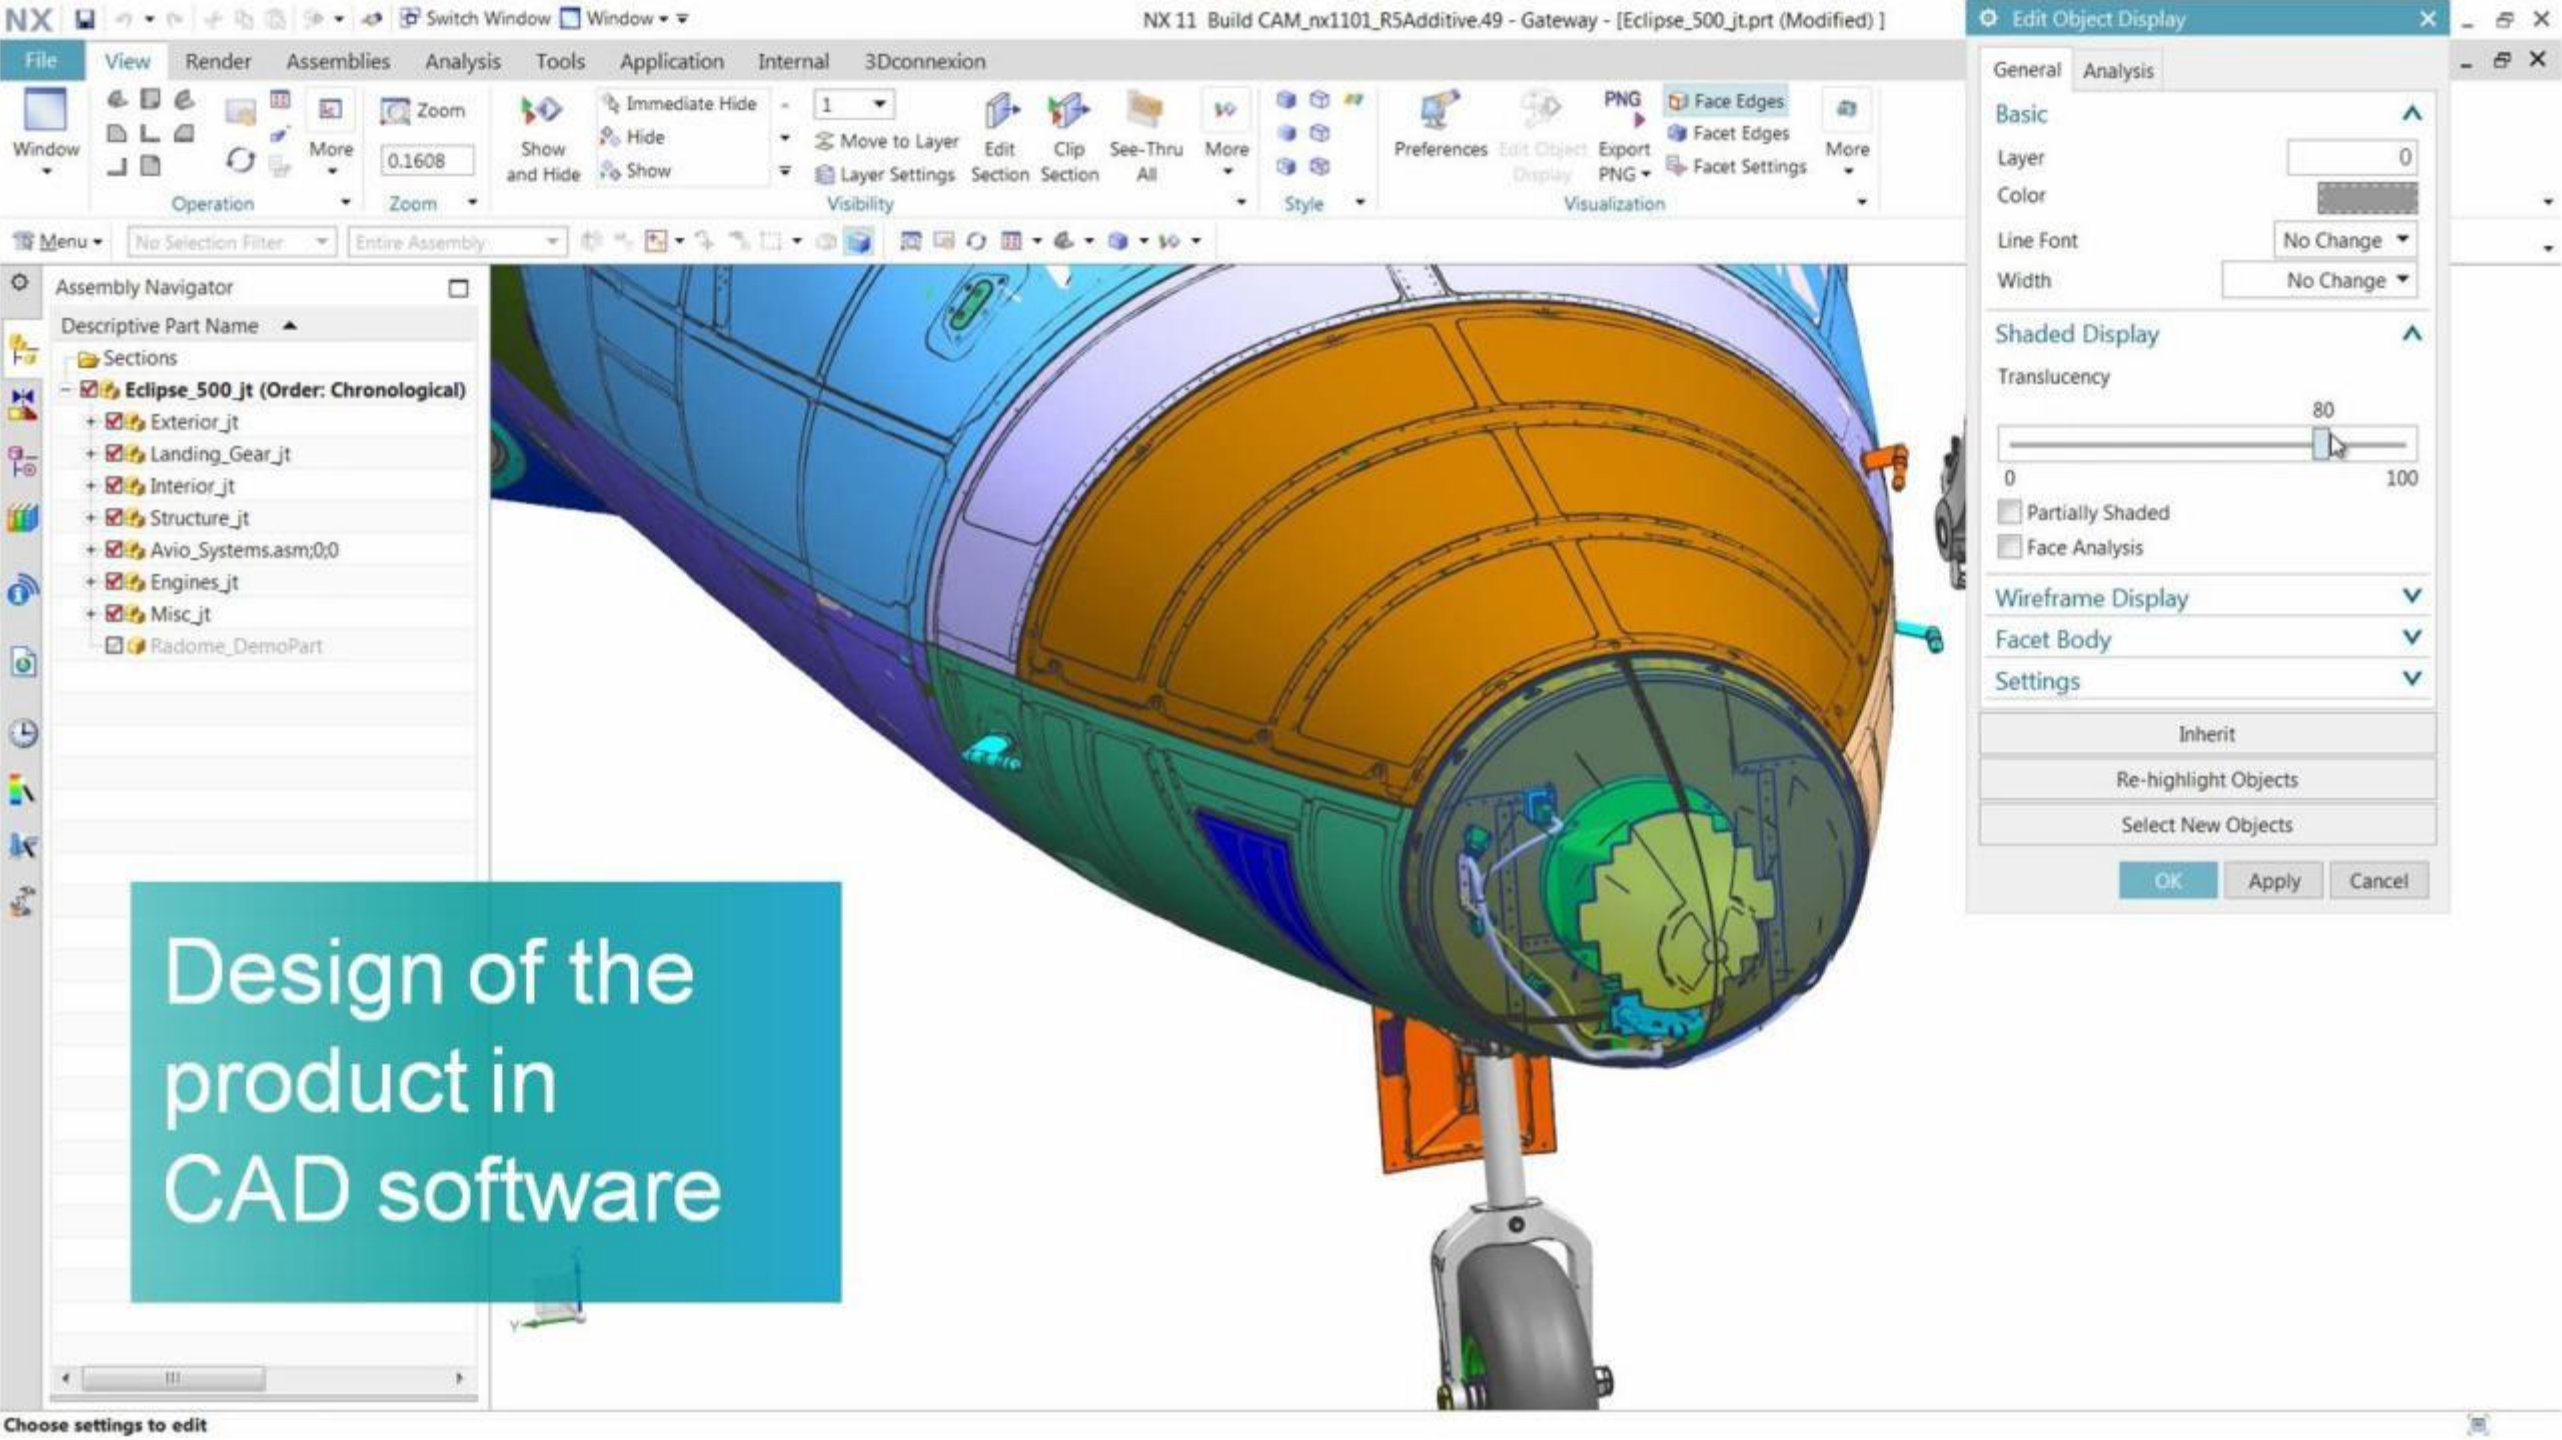 NX Switch Window Window NX 11 Build CAM_nx1101_R5Additive.49 - Gateway - [Eclipse_500_jt.prt (Modified) ]
File View Render Assemblies Analysis Tools Application Internal 3Dconnexion
Window
Operation
More
Zoom
0.1608
Zoom
Show
and Hide
Immediate Hide
Hide
Show
1
Move to Layer
Layer Settings
Edit
Section
Clip
Section
See-Thru
All
More
Visibility
Style
Preferences
Edit Object
Display
PNG
Export
PNG
Face Edges
Facet Edges
Facet Settings
More
Visualization
Menu No Selection Filter Entire Assembly
Assembly Navigator
Descriptive Part Name
Sections
Eclipse_500_jt (Order: Chronological)
Exterior_jt
Landing_Gear_jt
Interior_jt
Structure_jt
Avio_Systems.asm;0;0
Engines_jt
Misc_jt
Radome_DemoPart
Design of the
product in
CAD software
Y
Edit Object Display
General Analysis
Basic
Layer 0
Color
Line Font No Change
Width No Change
Shaded Display
Translucency
80
0 100
Partially Shaded
Face Analysis
Wireframe Display
Facet Body
Settings
Inherit
Re-highlight Objects
Select New Objects
OK Apply Cancel
Choose settings to edit